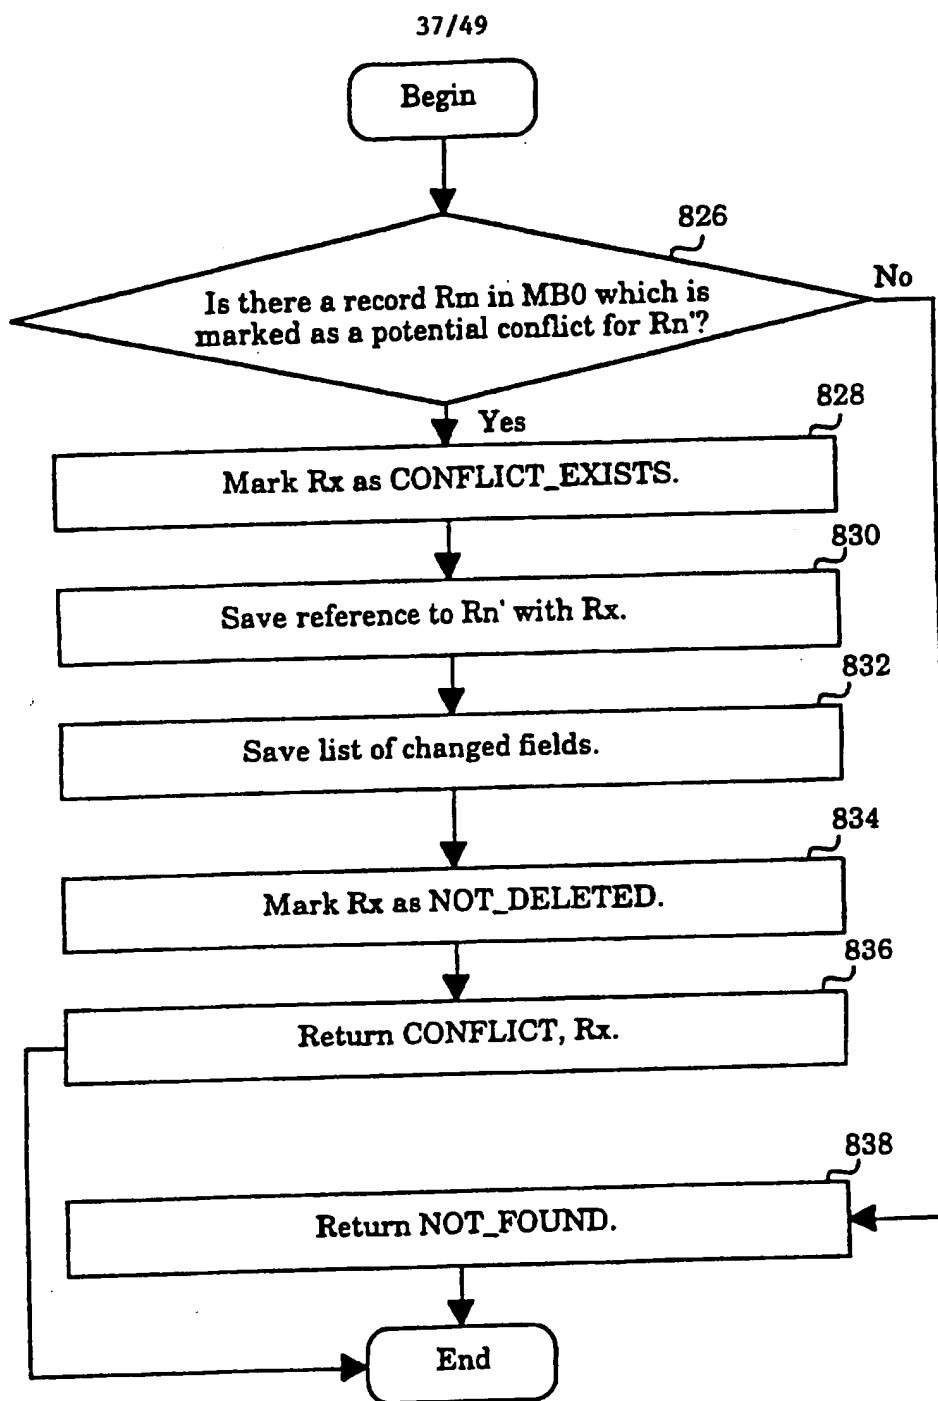 37/49
Begin
826
No
Is there a record Rm in MB0 which is
marked as a potential conflict for Rn'?
Yes
828
Mark Rx as CONFLICT_EXISTS.
830
Save reference to Rn' with Rx.
832
Save list of changed fields.
834
Mark Rx as NOT_DELETED.
836
Return CONFLICT, Rx.
838
Return NOT_FOUND.
End